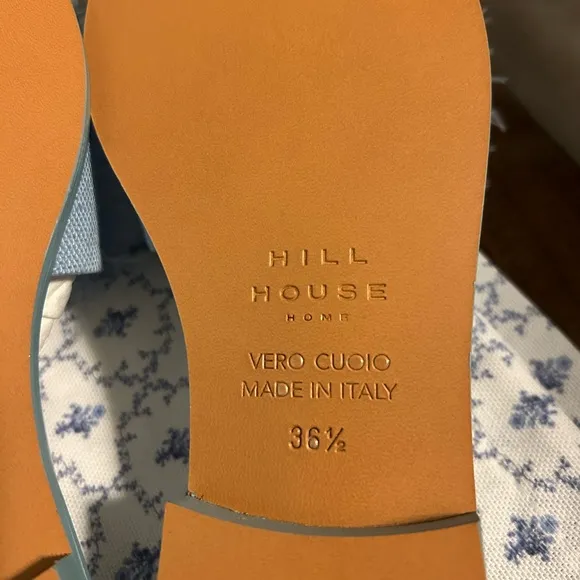 HILL
HOUSE
HOME
VERO CUOIO
MADE IN ITALY
36½